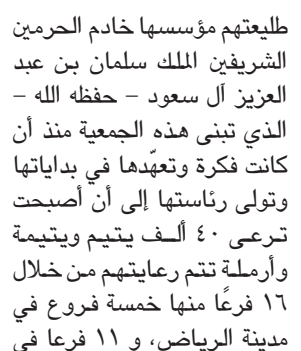 طليعتهم مؤسسها خادم الحرمين
الشريفين الملك سلمان بن عبد
العزيز آل سعود – حفظه الله –
الذي تبنى هذه الجمعية منذ أن
كانت فكرة وتعهّدها في بداياتها
وتولى رئاستها إلى أن أصبحت
ترعى ٤٠ ألف يتيم ويتيمة
وأرملة تتم رعايتهم من خلال
١٦ فرعًا منها خمسة فروع في
مدينة الرياض، و ١١ فرعا في